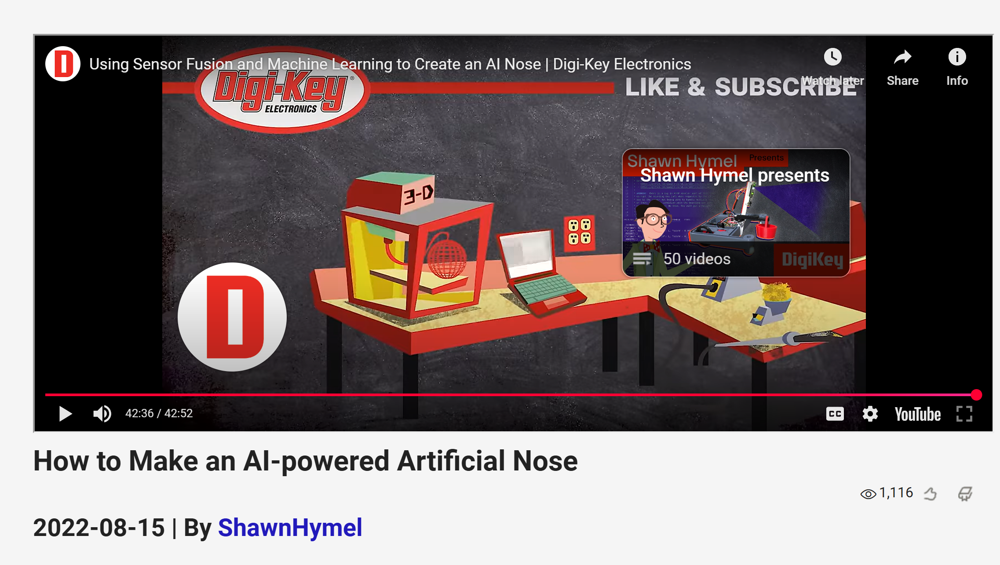 Using Sensor Fusion and Machine Learning to Create an AI Nose | Digi-Key Electronics
Watch later
Share
Info
Digi-Key®
ELECTRONICS
LIKE & SUBSCRIBE
Shawn Hymel Presents
Shawn Hymel presents
3-D
50 videos
DigiKey
D
42:36 / 42:52
CC
YouTube
How to Make an AI-powered Artificial Nose
1,116
2022-08-15 | By ShawnHymel